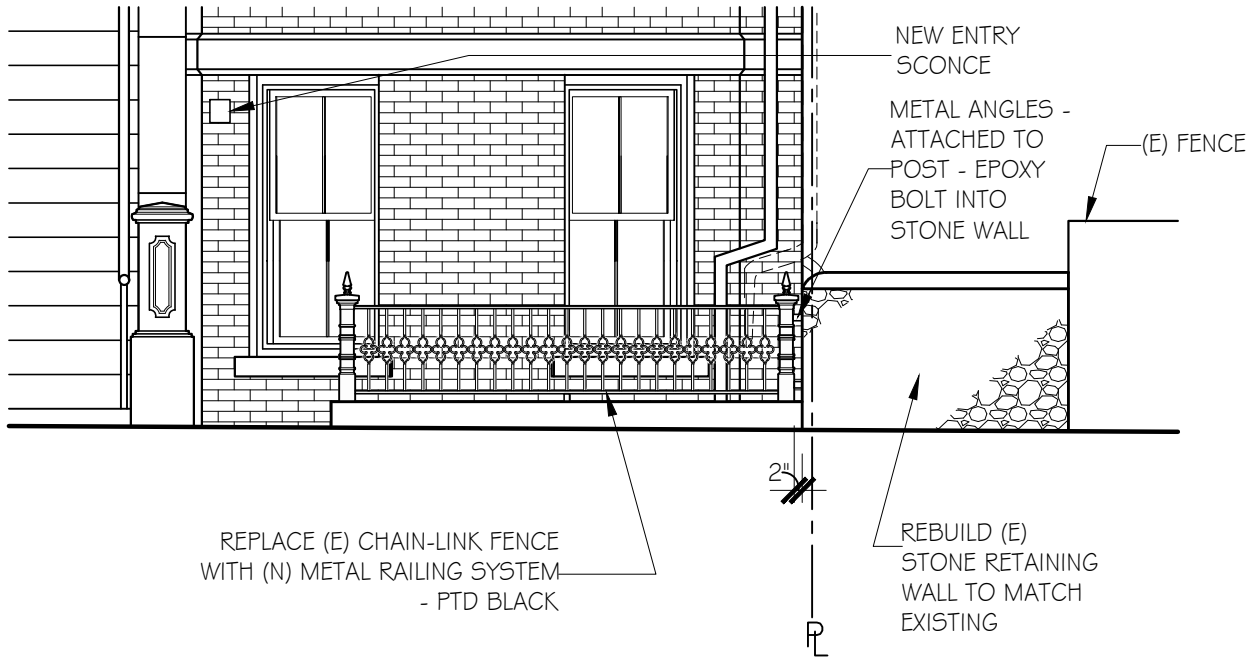 NEW ENTRY
SCONCE
METAL ANGLES -
ATTACHED TO
POST - EPOXY
BOLT INTO
STONE WALL
(E) FENCE
2"
REPLACE (E) CHAIN-LINK FENCE
WITH (N) METAL RAILING SYSTEM
- PTD BLACK
REBUILD (E)
STONE RETAINING
WALL TO MATCH
EXISTING
PL